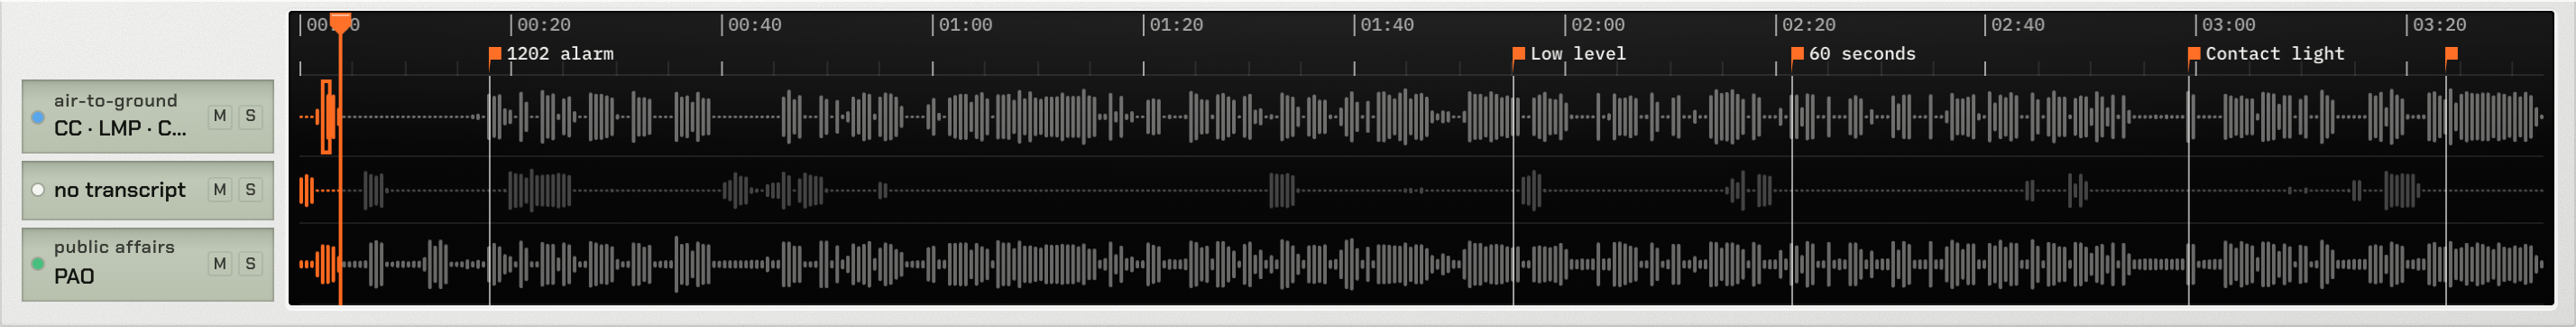 00:20 00:40 01:00 01:20 01:40 02:00 02:20 02:40 03:00 03:20
1202 alarm Low level 60 seconds Contact light
air-to-ground
CC · LMP · C... M S
no transcript M S
public affairs
PAO M S